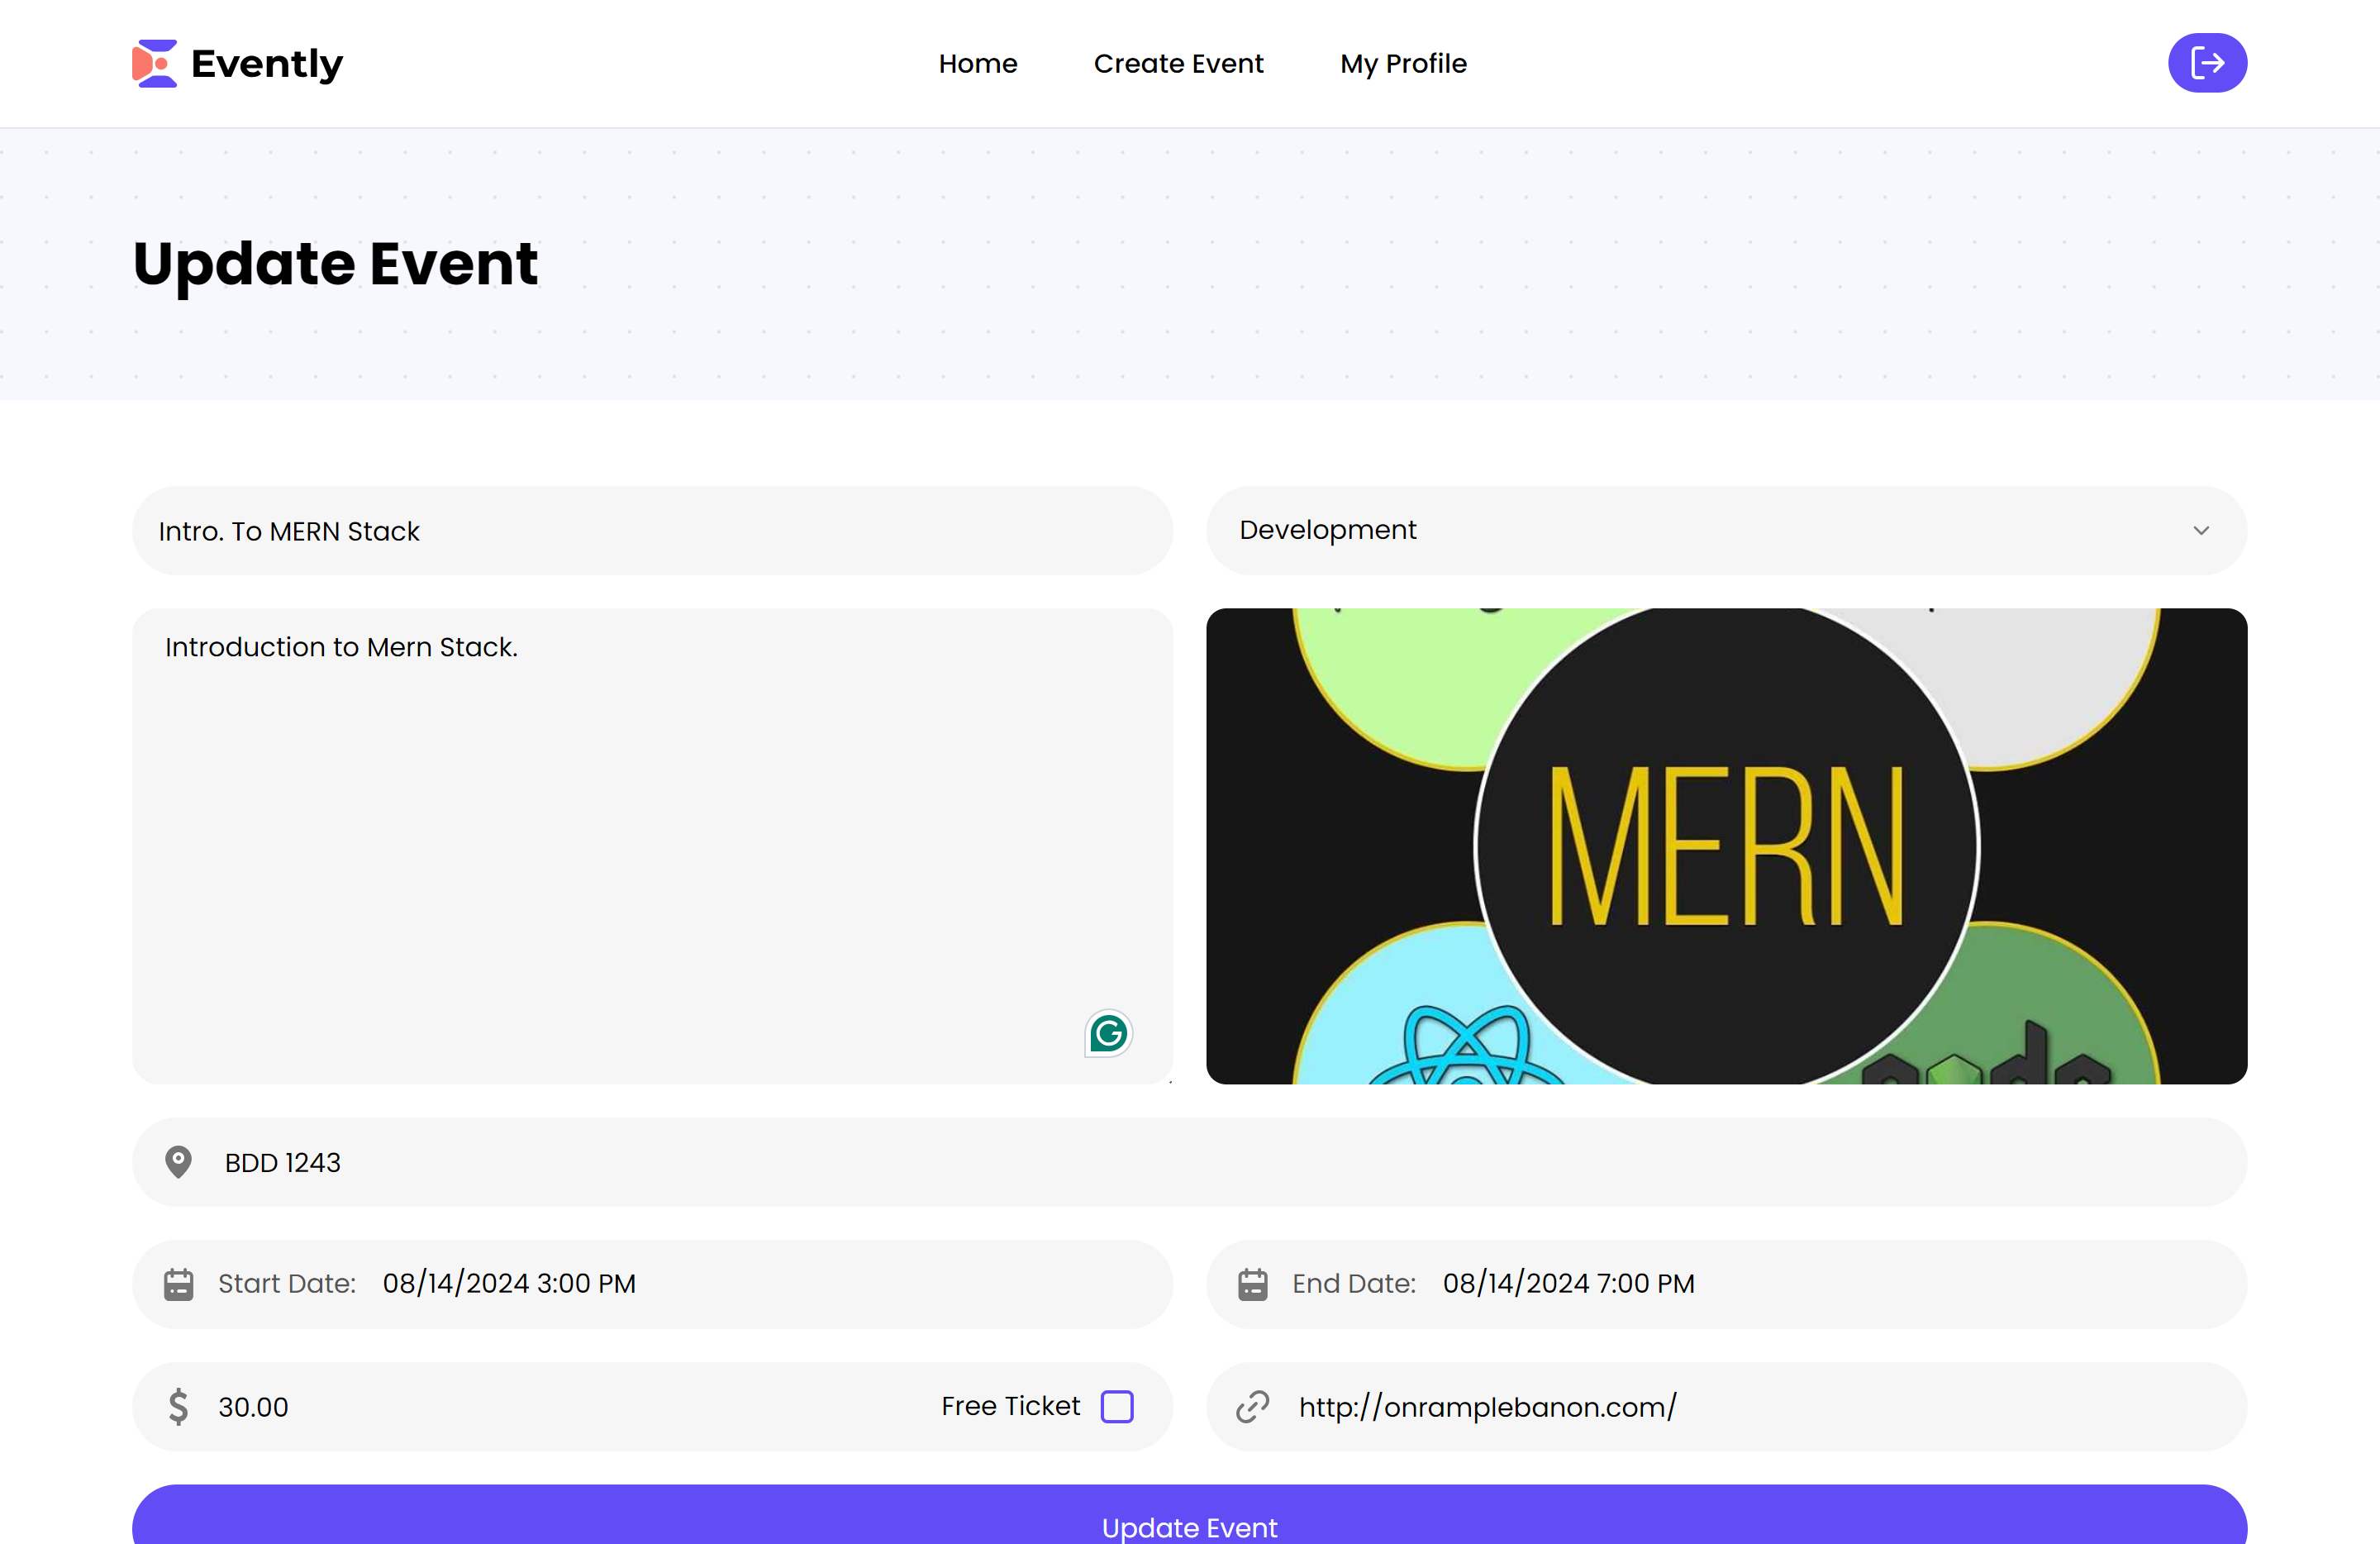 Evently
Home
Create Event
My Profile
Update Event
Intro. To MERN Stack
Development
Introduction to Mern Stack.
MERN
BDD 1243
Start Date: 08/14/2024 3:00 PM
End Date: 08/14/2024 7:00 PM
30.00
Free Ticket
http://onramplebanon.com/
Update Event